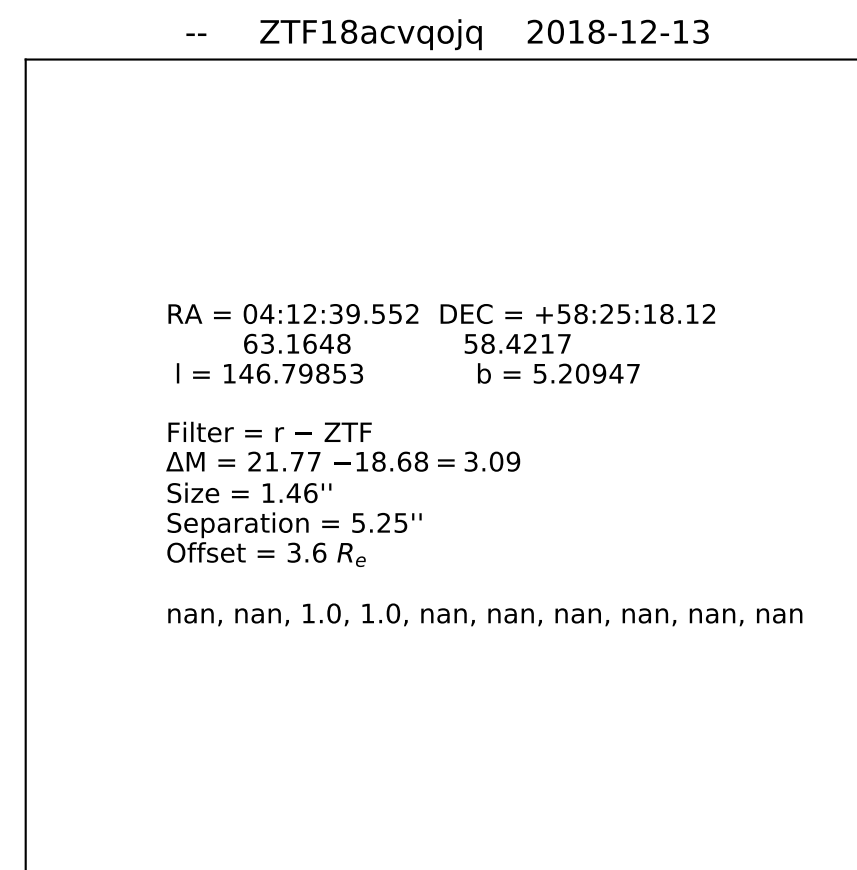 -- ZTF18acvqojq 2018-12-13
RA = 04:12:39.552 DEC = +58:25:18.12
63.1648 58.4217
l = 146.79853 b = 5.20947
Filter = r − ZTF
ΔM = 21.77 −18.68 = 3.09
Size = 1.46''
Separation = 5.25''
Offset = 3.6 Rₑ
nan, nan, 1.0, 1.0, nan, nan, nan, nan, nan, nan